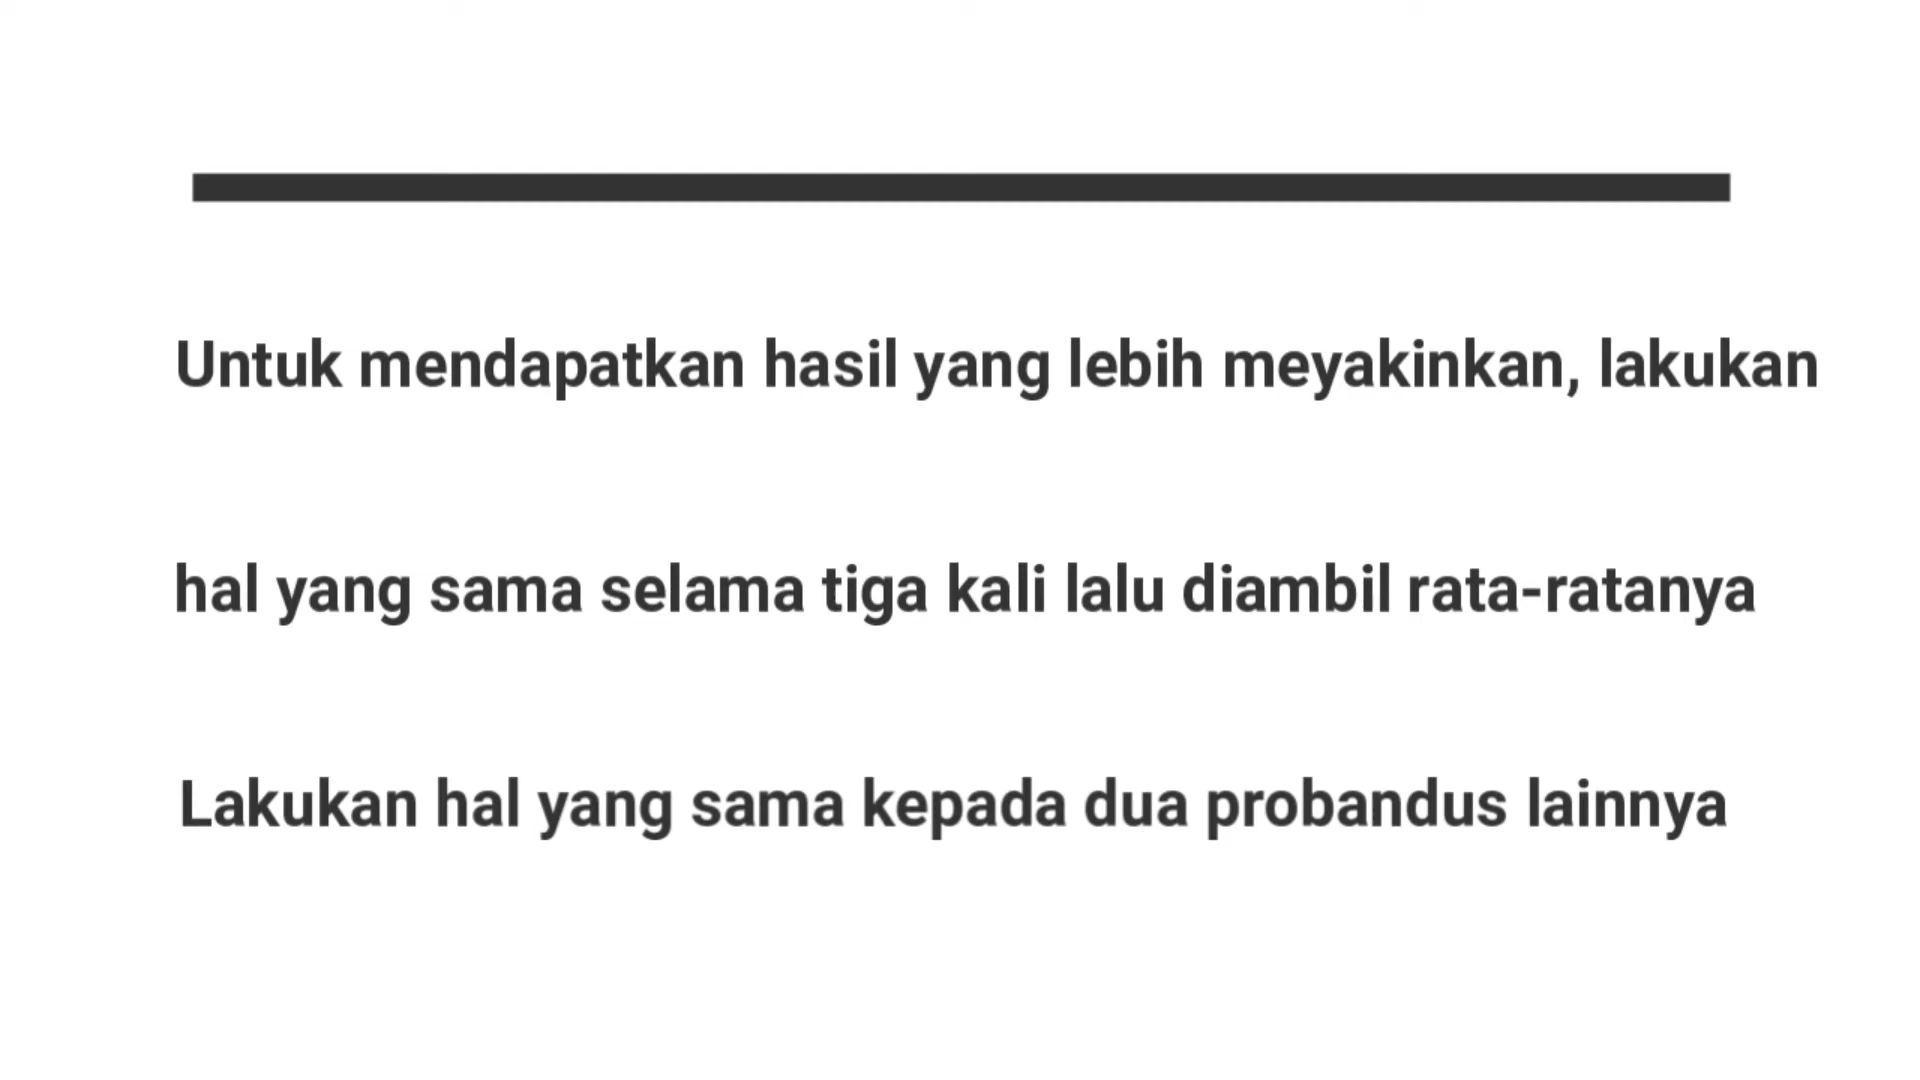 Untuk mendapatkan hasil yang lebih meyakinkan, lakukan
hal yang sama selama tiga kali lalu diambil rata-ratanya
Lakukan hal yang sama kepada dua probandus lainnya